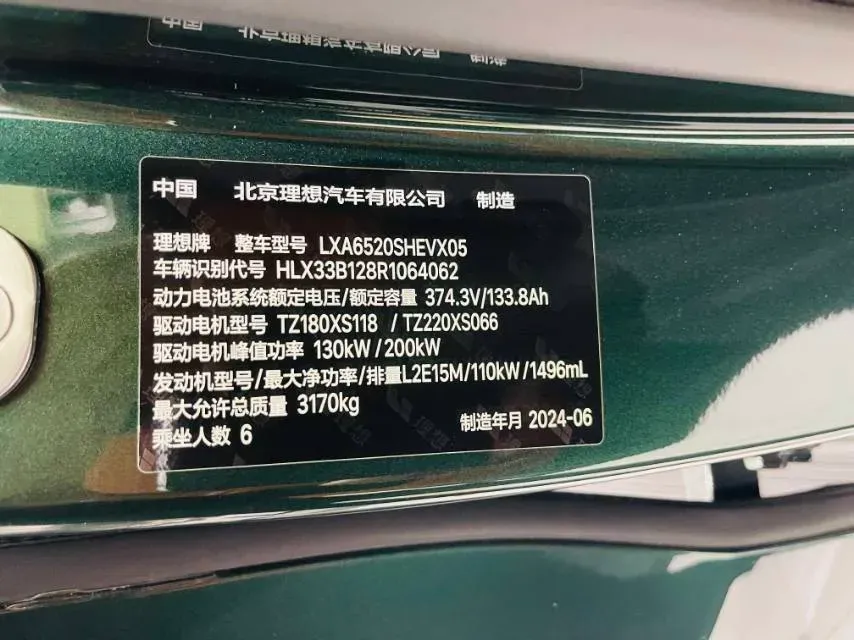 中国 北京理想汽车有限公司 制造
理想牌 整车型号 LXA6520SHEVX05
车辆识别代号 HLX33B128R1064062
动力电池系统额定电压/额定容量 374.3V/133.8Ah
驱动电机型号 TZ180XS118 / TZ220XS066
驱动电机峰值功率 130kW/200kW
发动机型号/最大净功率/排量L2E15M/110kW/1496mL
最大允许总质量 3170kg
乘坐人数 6 制造年月 2024-06